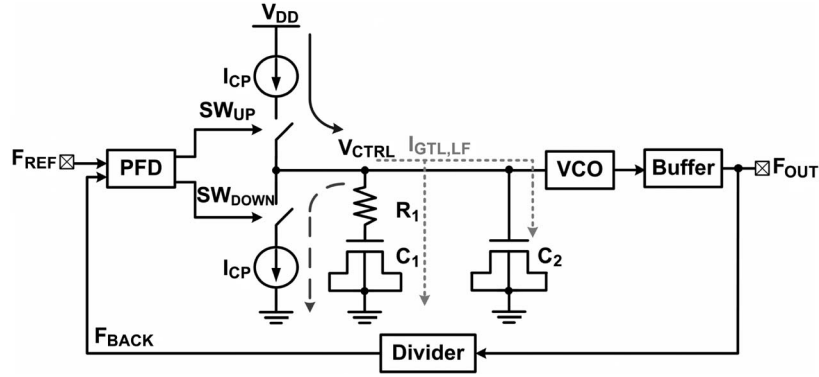 VDD
ICP
SWUP
VCTRL
IGTL,LF
FREF
PFD
VCO
Buffer
FOUT
SWDOWN
R1
C1
C2
ICP
FBACK
Divider